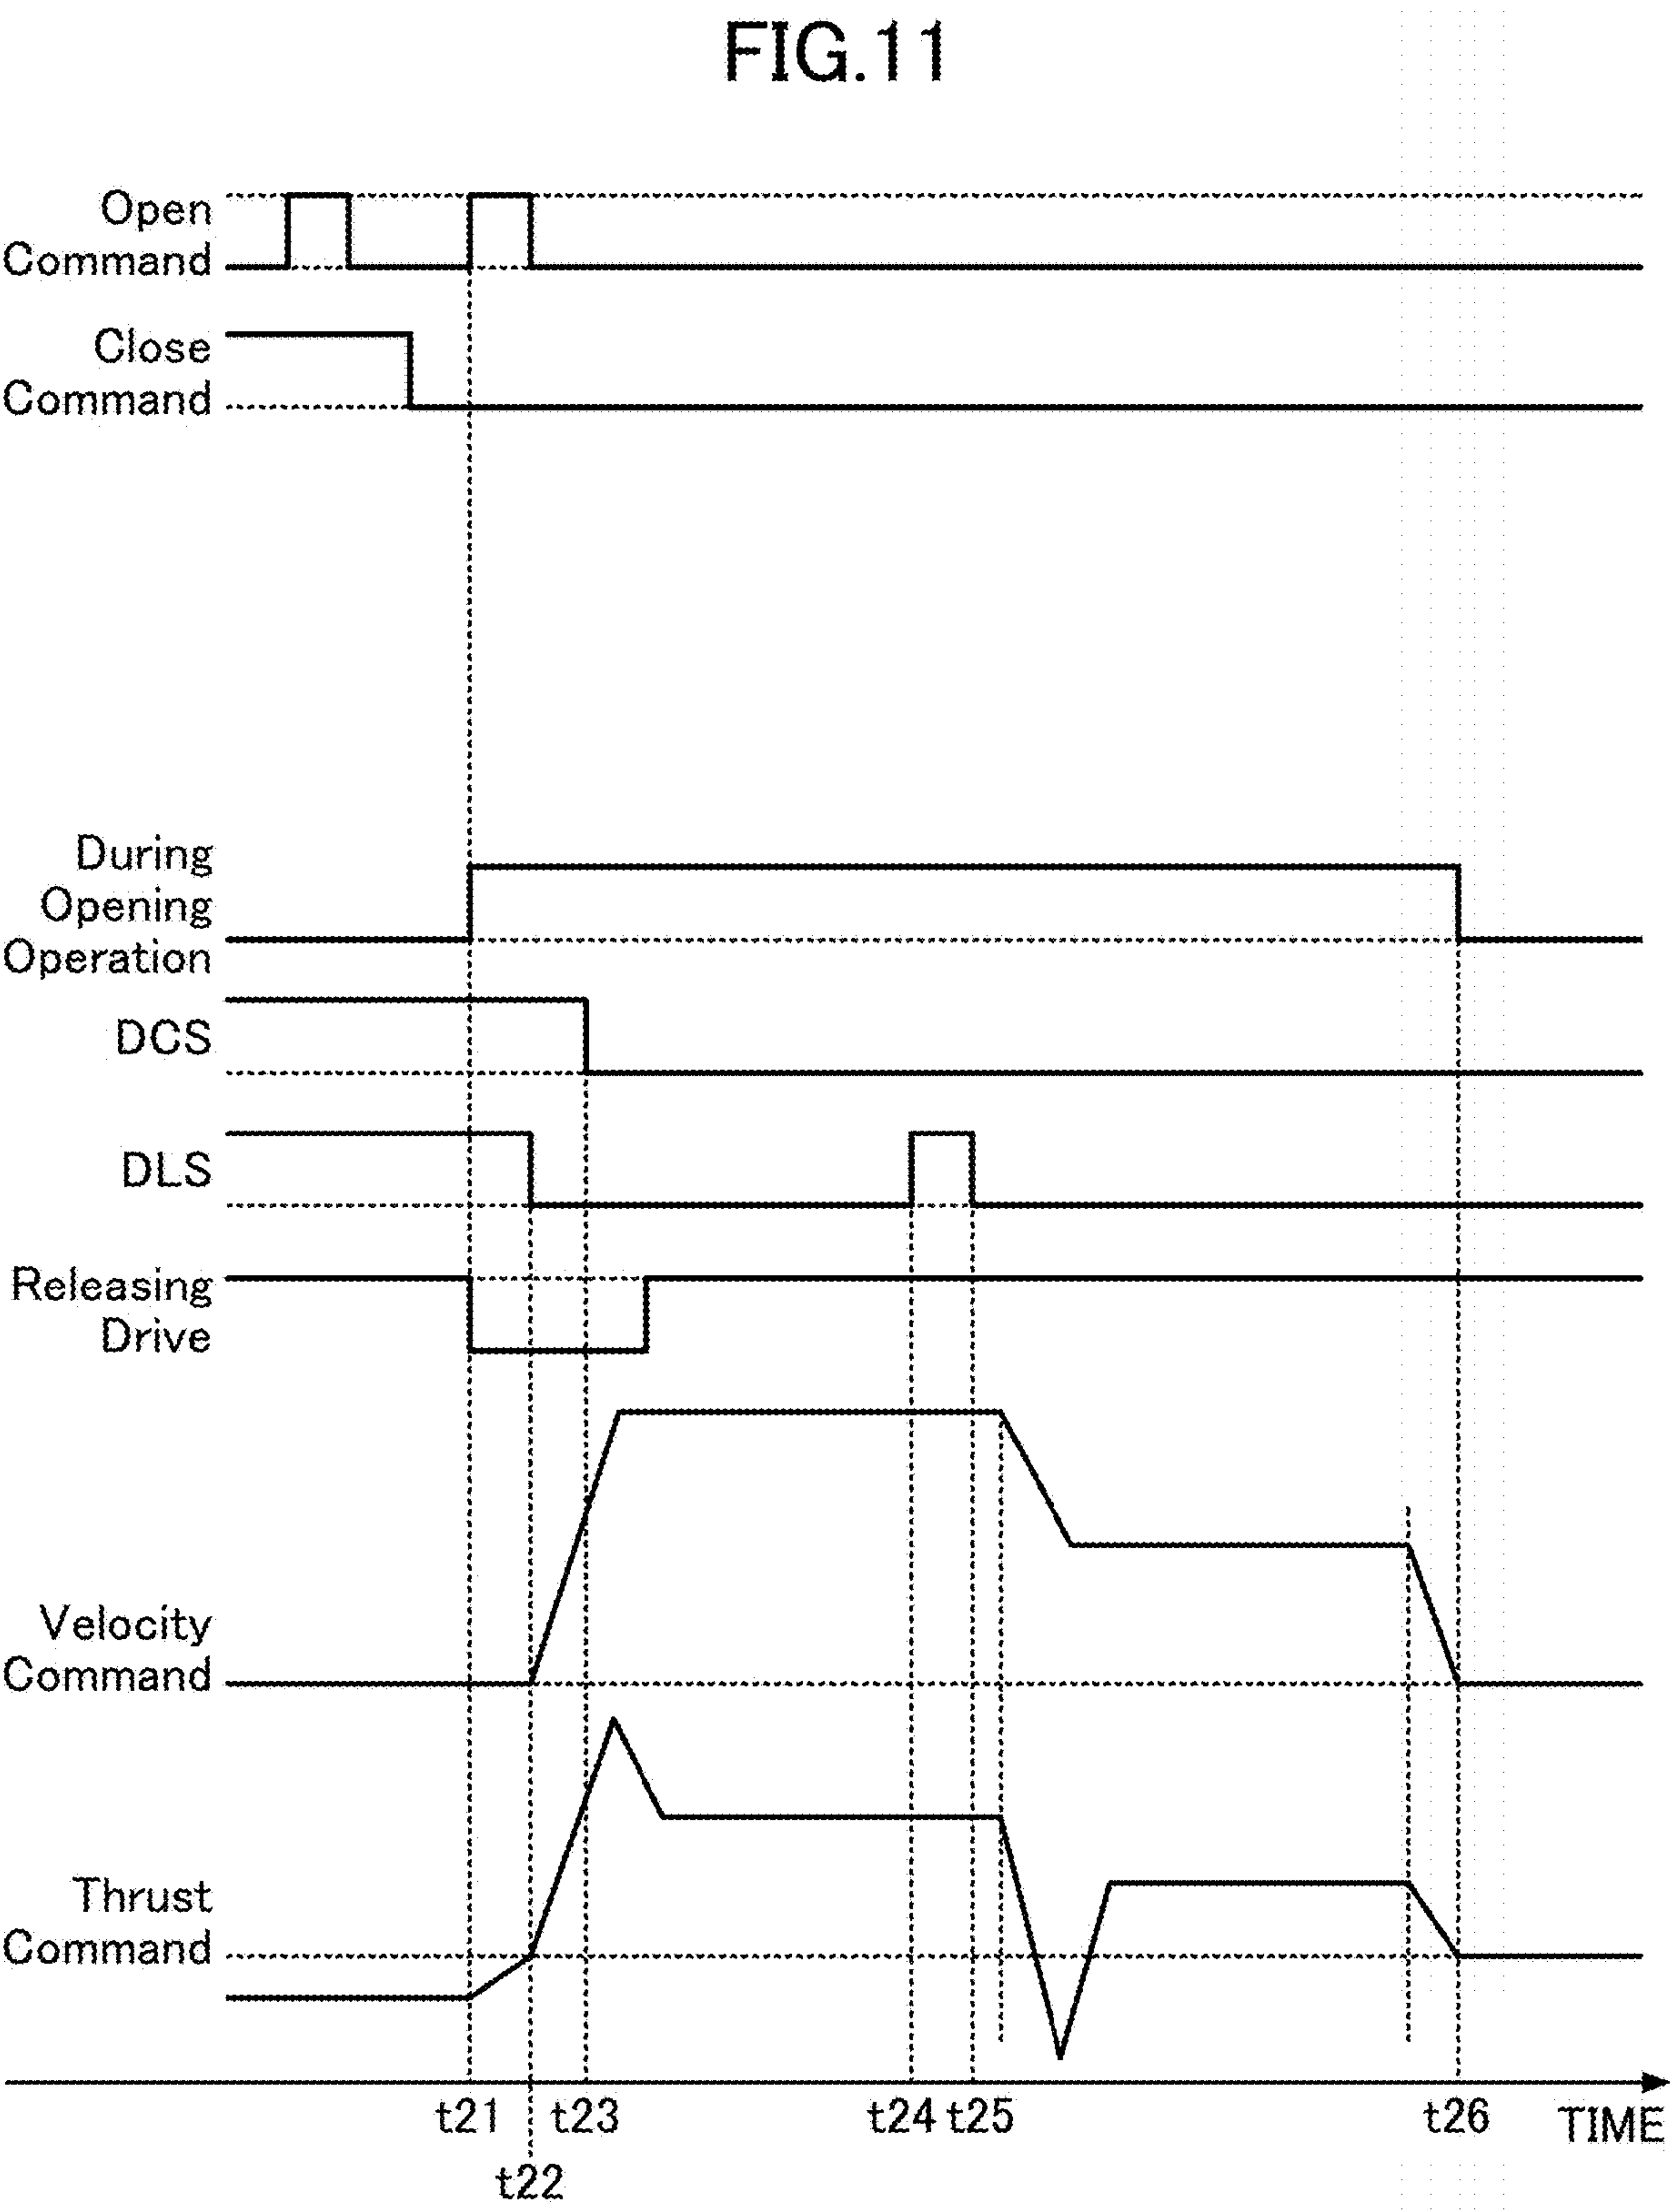 FIG.11
Open
Command
Close
Command
During
Opening
Operation
DCS
DLS
Releasing
Drive
Velocity
Command
Thrust
Command
t21 t23 t24 t25 t26 TIME
t22